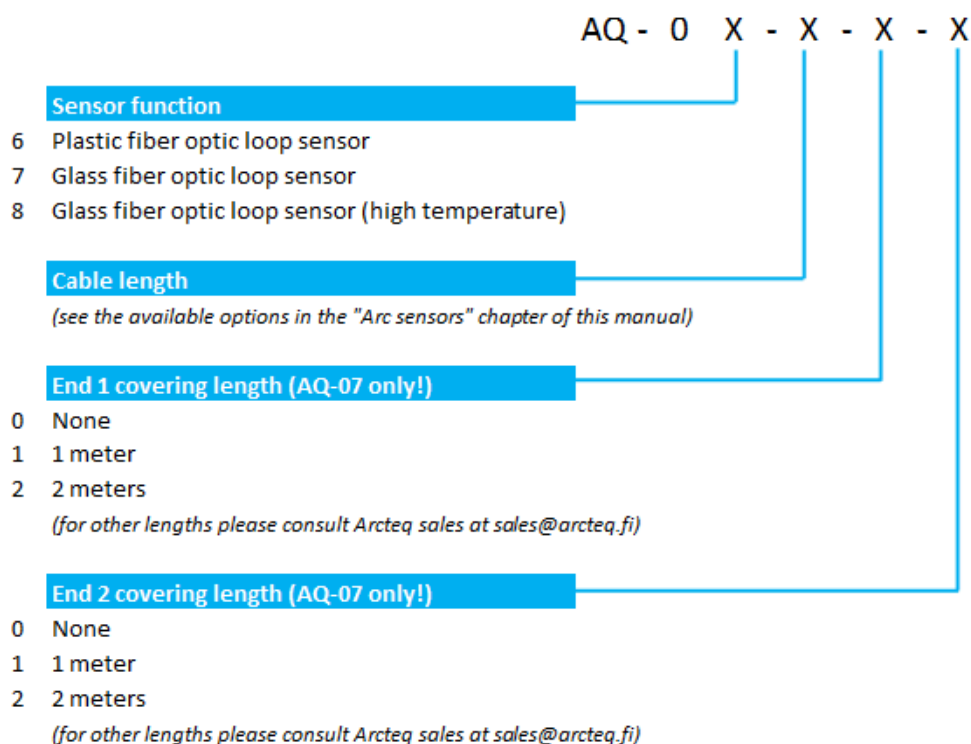 AQ - 0 X - X - X - X
Sensor function
6 Plastic fiber optic loop sensor
7 Glass fiber optic loop sensor
8 Glass fiber optic loop sensor (high temperature)
Cable length
(see the available options in the "Arc sensors" chapter of this manual)
End 1 covering length (AQ-07 only!)
0 None
1 1 meter
2 2 meters
(for other lengths please consult Arcteq sales at sales@arcteq.fi)
End 2 covering length (AQ-07 only!)
0 None
1 1 meter
2 2 meters
(for other lengths please consult Arcteq sales at sales@arcteq.fi)